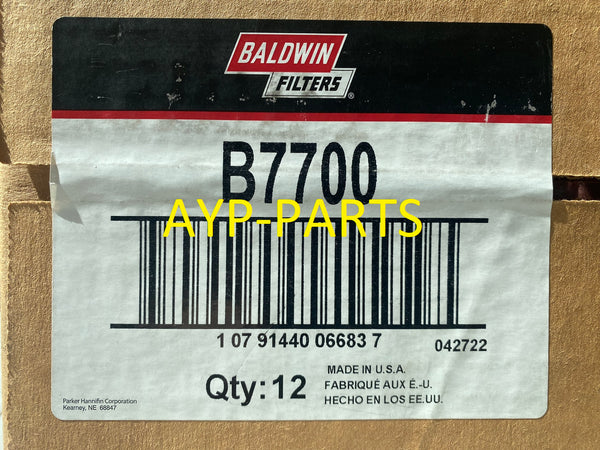 BALDWIN
FILTERS®
B7700
AYP-PARTS
1 07 91440 06683 7
042722
Qty: 12
MADE IN U.S.A.
FABRIQUÉ AUX É.-U.
HECHO EN LOS EE.UU.
Parker Hannifin Corporation
Kearney, NE 68847